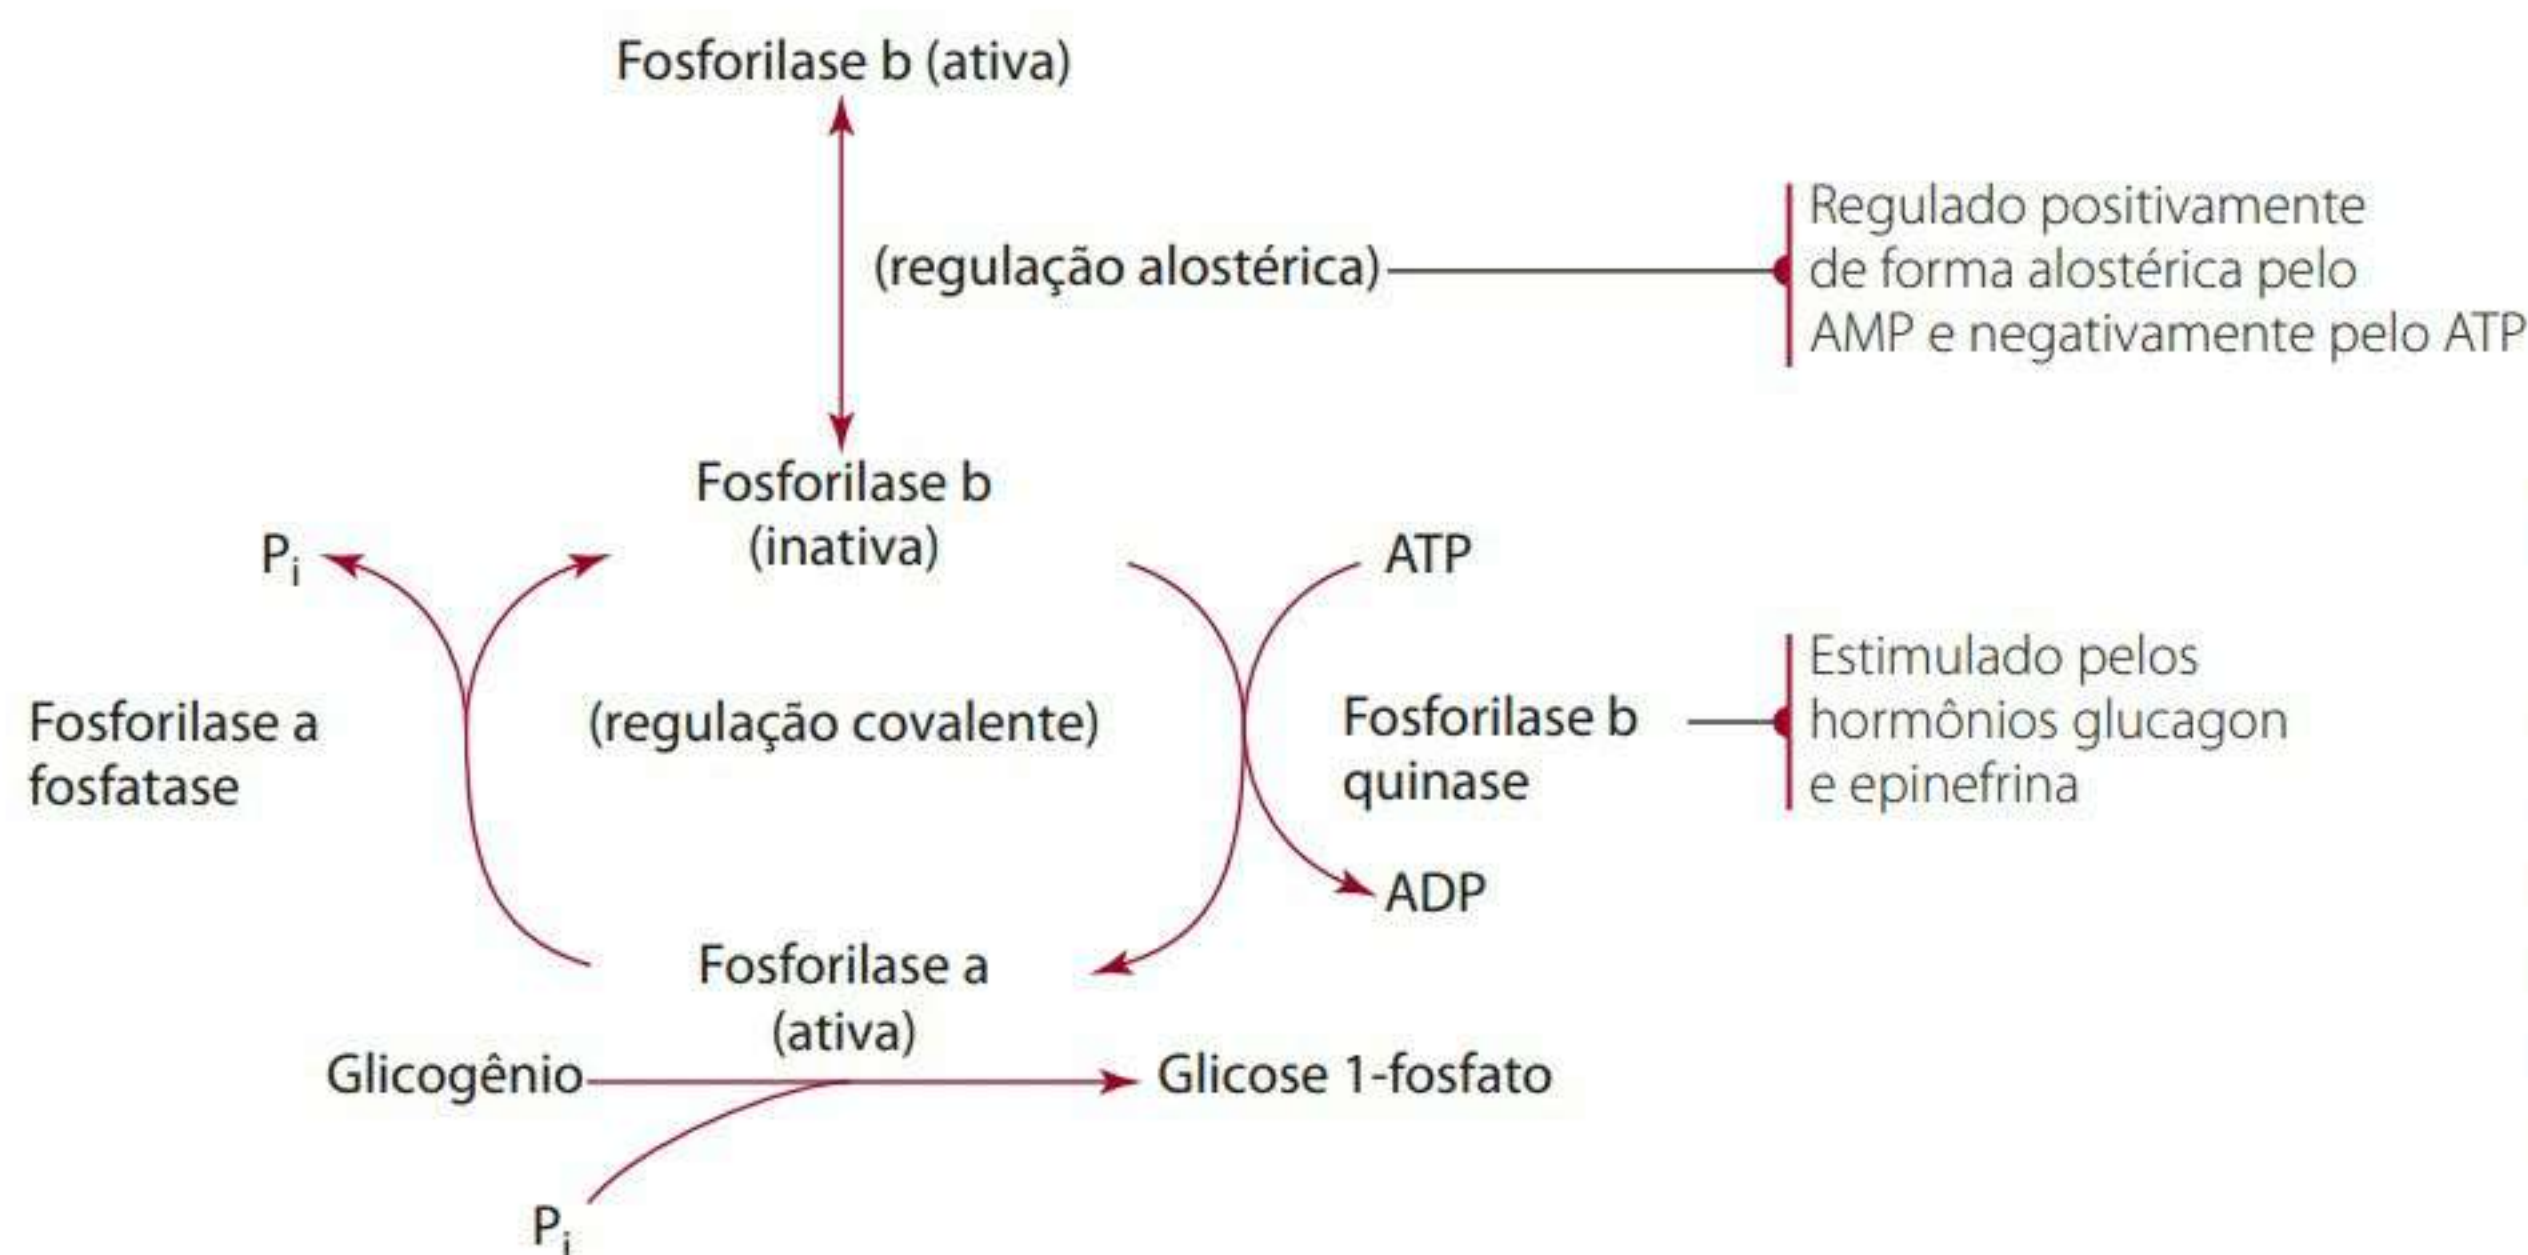 Fosforilase b (ativa)
(regulação alostérica)
Regulado positivamente
de forma alostérica pelo
AMP e negativamente pelo ATP
Fosforilase b
(inativa)
Pi
ATP
Fosforilase a
fosfatase
(regulação covalente)
Fosforilase b
quinase
Estimulado pelos
hormônios glucagon
e epinefrina
ADP
Fosforilase a
(ativa)
Glicogênio
Glicose 1-fosfato
Pi